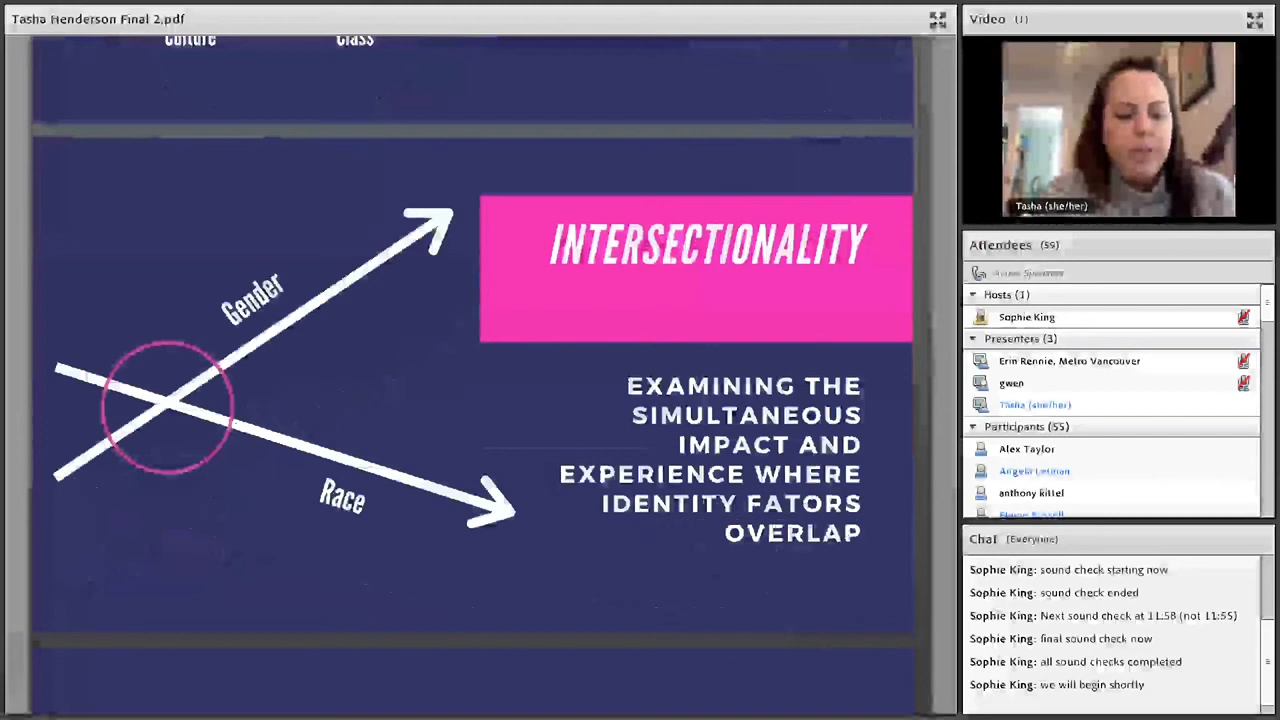 Tasha Henderson Final 2.pdf
Culture
Class
Gender
Race
INTERSECTIONALITY
EXAMINING THE
SIMULTANEOUS
IMPACT AND
EXPERIENCE WHERE
IDENTITY FATORS
OVERLAP
Video (1)
Tasha (she/her)
Attendees (59)
Active Speakers
Hosts (1)
Sophie King
Presenters (3)
Erin Rennie, Metro Vancouver
gwen
Tasha (she/her)
Participants (55)
Alex Taylor
Angela
anthony
Chat (Everyone)
Sophie King: sound check starting now
Sophie King: sound check ended
Sophie King: Next sound check at 11:58 (not 11:55)
Sophie King: final sound check now
Sophie King: all sound checks completed
Sophie King: we will begin shortly